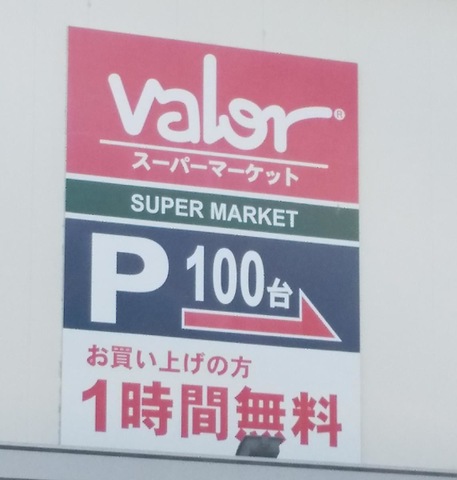 valor®
スーパーマーケット
SUPER MARKET
P 100台
お買い上げの方
1時間無料